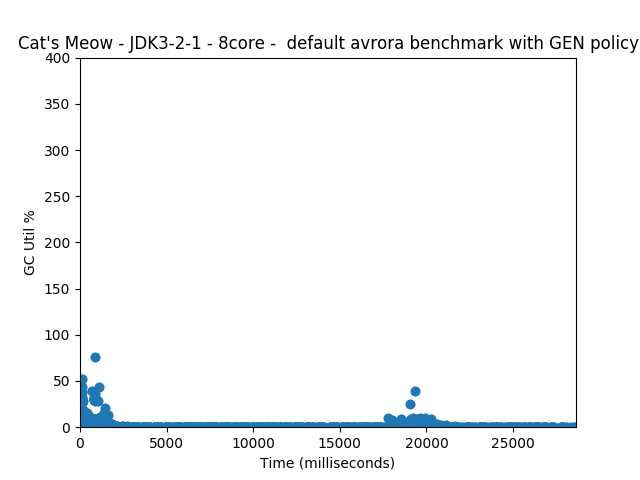 Cat's Meow - JDK3-2-1 - 8core -  default avrora benchmark with GEN policy
400
350
300
250
200
150
100
50
0
GC Util %
0 5000 10000 15000 20000 25000
Time (milliseconds)